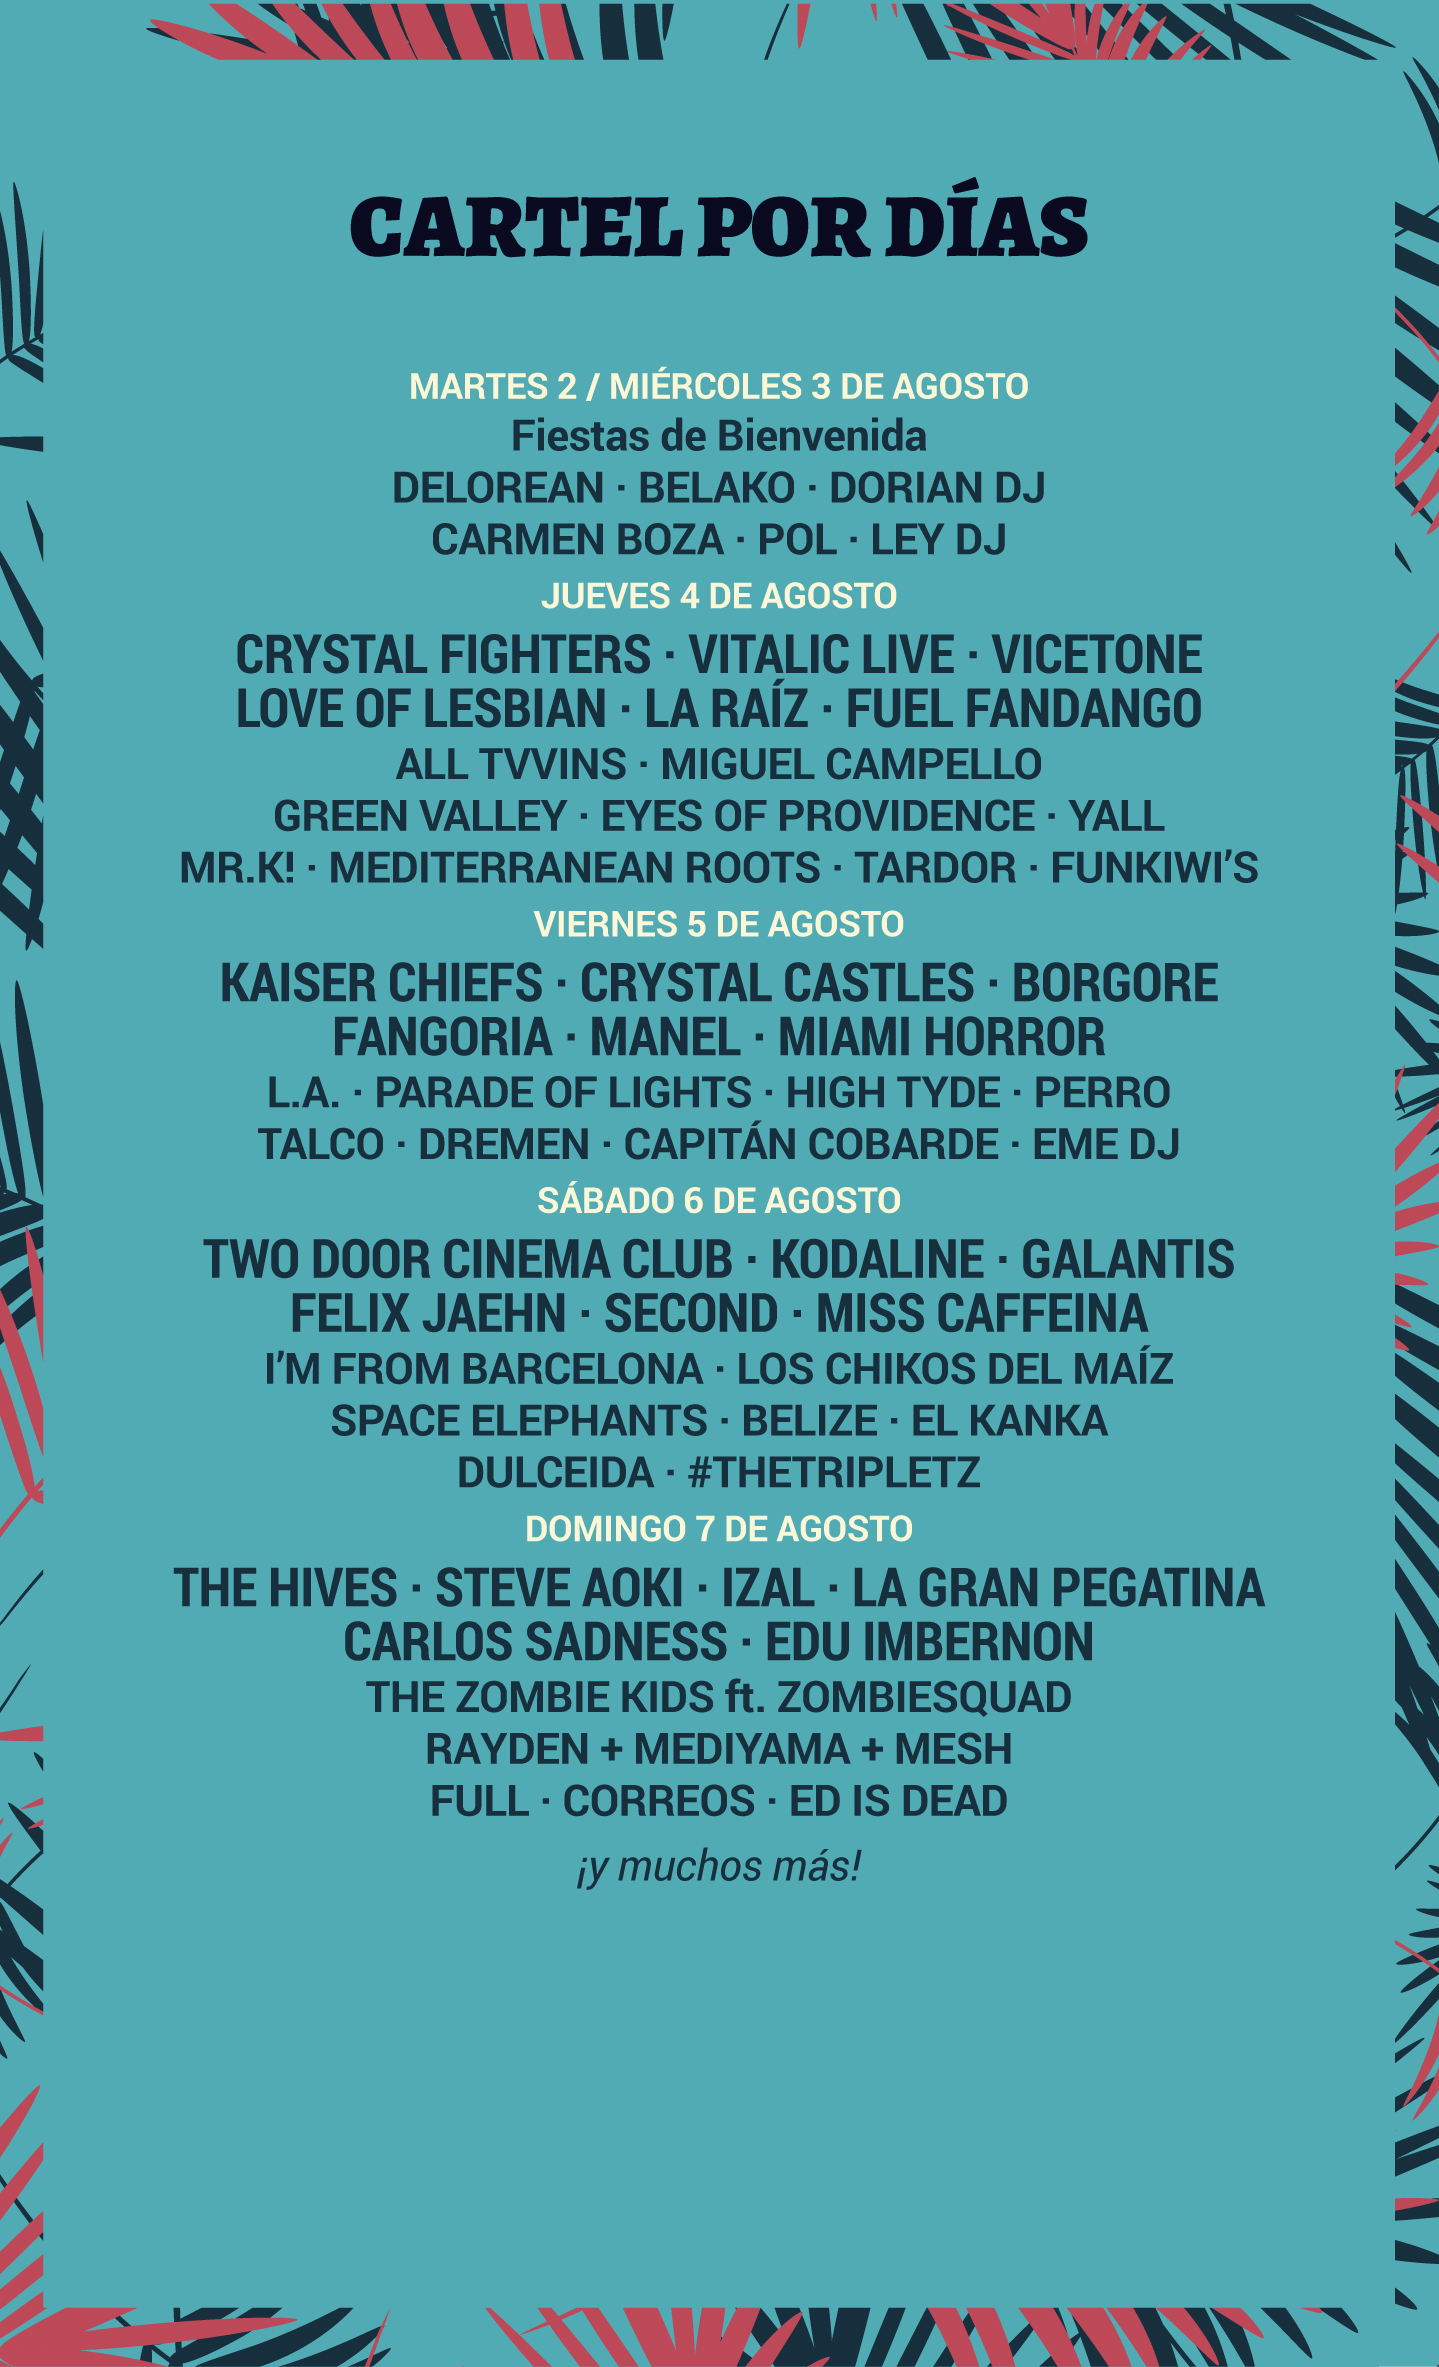 CARTEL POR DÍAS
MARTES 2 / MIÉRCOLES 3 DE AGOSTO
Fiestas de Bienvenida
DELOREAN · BELAKO · DORIAN DJ
CARMEN BOZA · POL · LEY DJ
JUEVES 4 DE AGOSTO
CRYSTAL FIGHTERS · VITALIC LIVE · VICETONE
LOVE OF LESBIAN · LA RAÍZ · FUEL FANDANGO
ALL TVVINS · MIGUEL CAMPELLO
GREEN VALLEY · EYES OF PROVIDENCE · YALL
MR.K! · MEDITERRANEAN ROOTS · TARDOR · FUNKIWI’S
VIERNES 5 DE AGOSTO
KAISER CHIEFS · CRYSTAL CASTLES · BORGORE
FANGORIA · MANEL · MIAMI HORROR
L.A. · PARADE OF LIGHTS · HIGH TYDE · PERRO
TALCO · DREMEN · CAPITÁN COBARDE · EME DJ
SÁBADO 6 DE AGOSTO
TWO DOOR CINEMA CLUB · KODALINE · GALANTIS
FELIX JAEHN · SECOND · MISS CAFFEINA
I’M FROM BARCELONA · LOS CHIKOS DEL MAÍZ
SPACE ELEPHANTS · BELIZE · EL KANKA
DULCEIDA · #THETRIPLETZ
DOMINGO 7 DE AGOSTO
THE HIVES · STEVE AOKI · IZAL · LA GRAN PEGATINA
CARLOS SADNESS · EDU IMBERNON
THE ZOMBIE KIDS ft. ZOMBIESQUAD
RAYDEN + MEDIYAMA + MESH
FULL · CORREOS · ED IS DEAD
¡y muchos más!